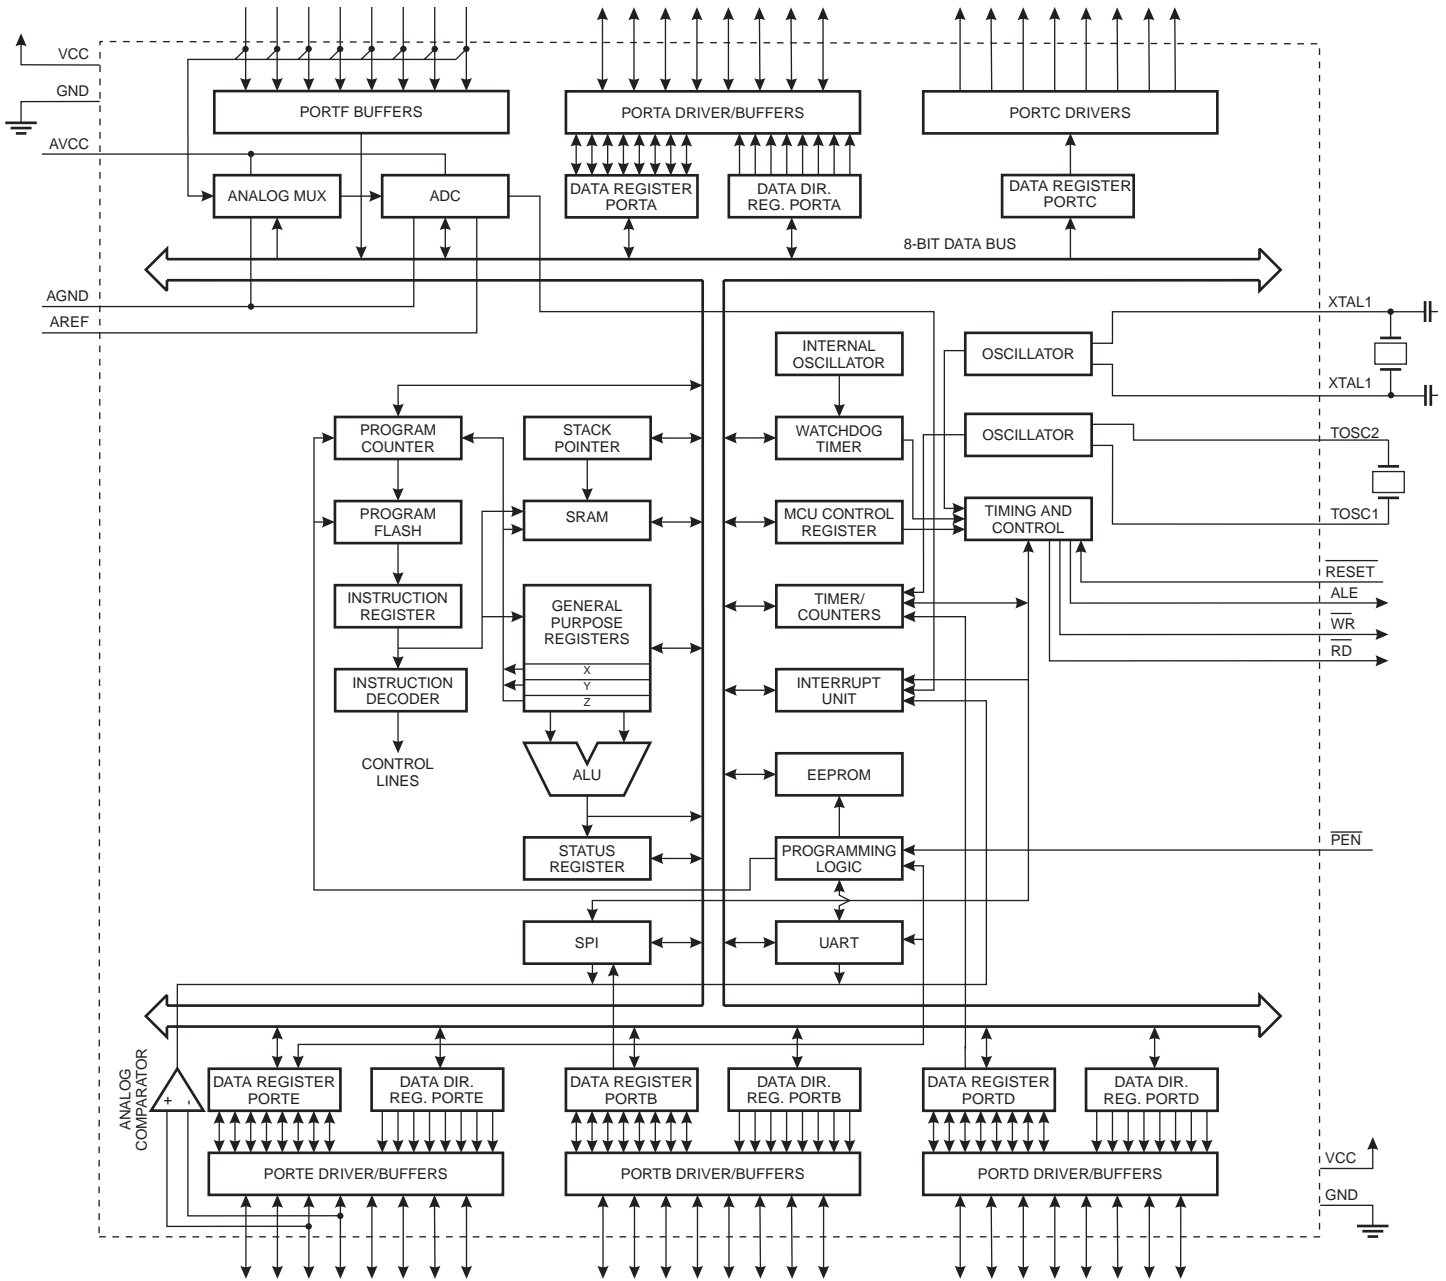 VCC
GND
PORTF BUFFERS
PORTA DRIVER/BUFFERS
PORTC DRIVERS
AVCC
ANALOG MUX
ADC
DATA REGISTER
PORTA
DATA DIR.
REG. PORTA
DATA REGISTER
PORTC
8-BIT DATA BUS
AGND
AREF
XTAL1
INTERNAL
OSCILLATOR
OSCILLATOR
XTAL1
PROGRAM
COUNTER
STACK
POINTER
WATCHDOG
TIMER
OSCILLATOR
TOSC2
PROGRAM
FLASH
SRAM
MCU CONTROL
REGISTER
TIMING AND
CONTROL
TOSC1
RESET
ALE
WR
RD
INSTRUCTION
REGISTER
GENERAL
PURPOSE
REGISTERS
X
Y
Z
TIMER/
COUNTERS
INSTRUCTION
DECODER
INTERRUPT
UNIT
CONTROL
LINES
ALU
EEPROM
STATUS
REGISTER
PROGRAMMING
LOGIC
PEN
SPI
UART
ANALOG
COMPARATOR
+ -
DATA REGISTER
PORTE
DATA DIR.
REG. PORTE
DATA REGISTER
PORTB
DATA DIR.
REG. PORTB
DATA REGISTER
PORTD
DATA DIR.
REG. PORTD
PORTE DRIVER/BUFFERS
PORTB DRIVER/BUFFERS
PORTD DRIVER/BUFFERS
VCC
GND